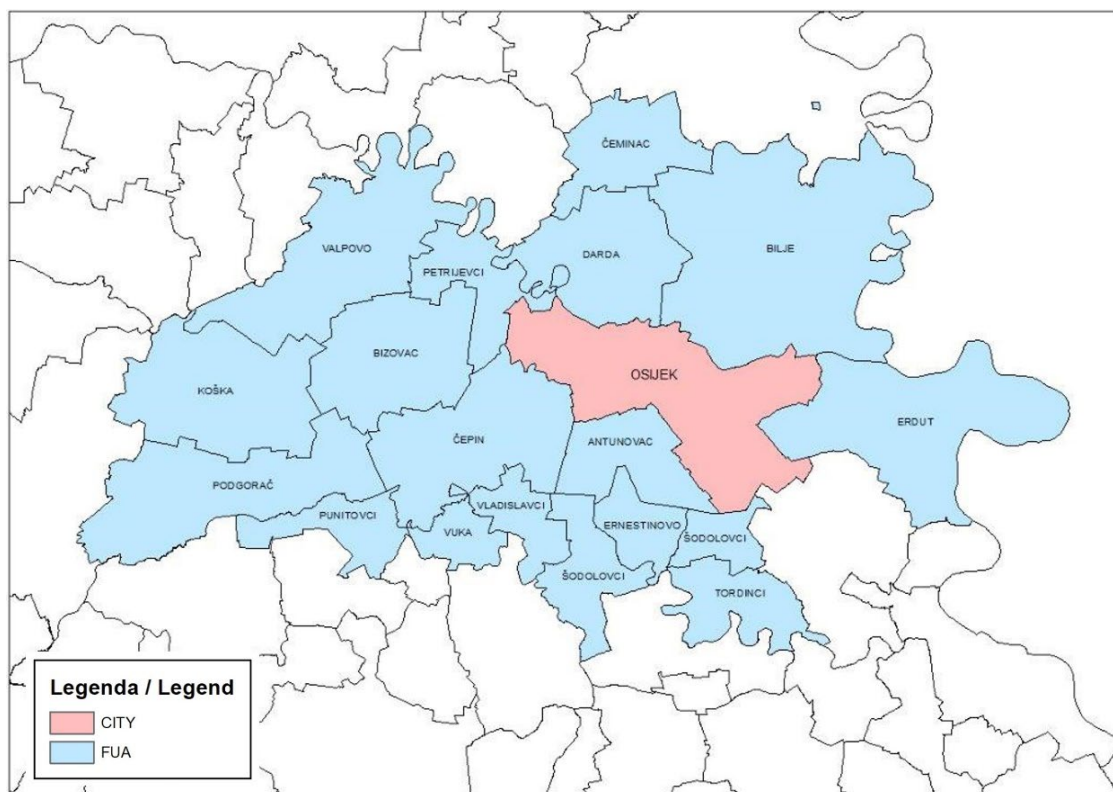 ČEMINAC
VALPOVO
DARDA
BILJE
PETRIJEVCI
BIZOVAC
OSIJEK
KOŠKA
ERDUT
ČEPIN
ANTUNOVAC
PODGORAČ
VLADISLAVCI
PUNITOVCI
ERNESTINOVO
VUKA
ŠODOLOVCI
ŠODOLOVCI
TORDINCI
Legenda / Legend
CITY
FUA